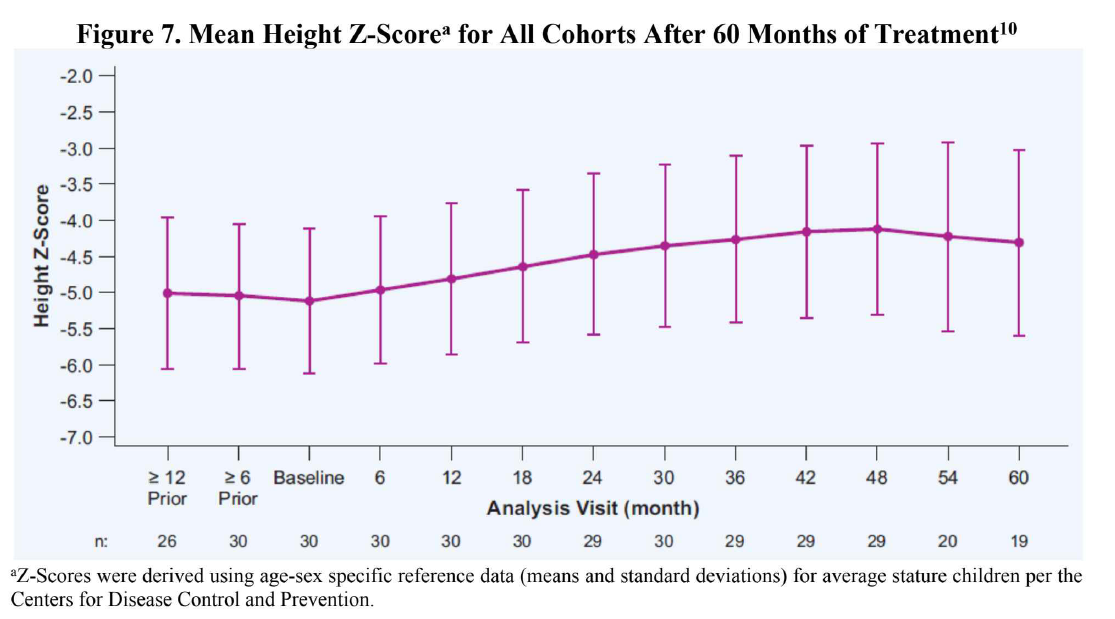 Figure 7. Mean Height Z-Scoreᵃ for All Cohorts After 60 Months of Treatment¹⁰
-2.0
-2.5
-3.0
-3.5
-4.0
-4.5
-5.0
-5.5
-6.0
-6.5
-7.0
Height Z-Score
≥ 12 ≥ 6 Baseline 6 12 18 24 30 36 42 48 54 60
Prior Prior
Analysis Visit (month)
n: 26 30 30 30 30 30 29 30 29 29 29 20 19
ᵃZ-Scores were derived using age-sex specific reference data (means and standard deviations) for average stature children per the
Centers for Disease Control and Prevention.